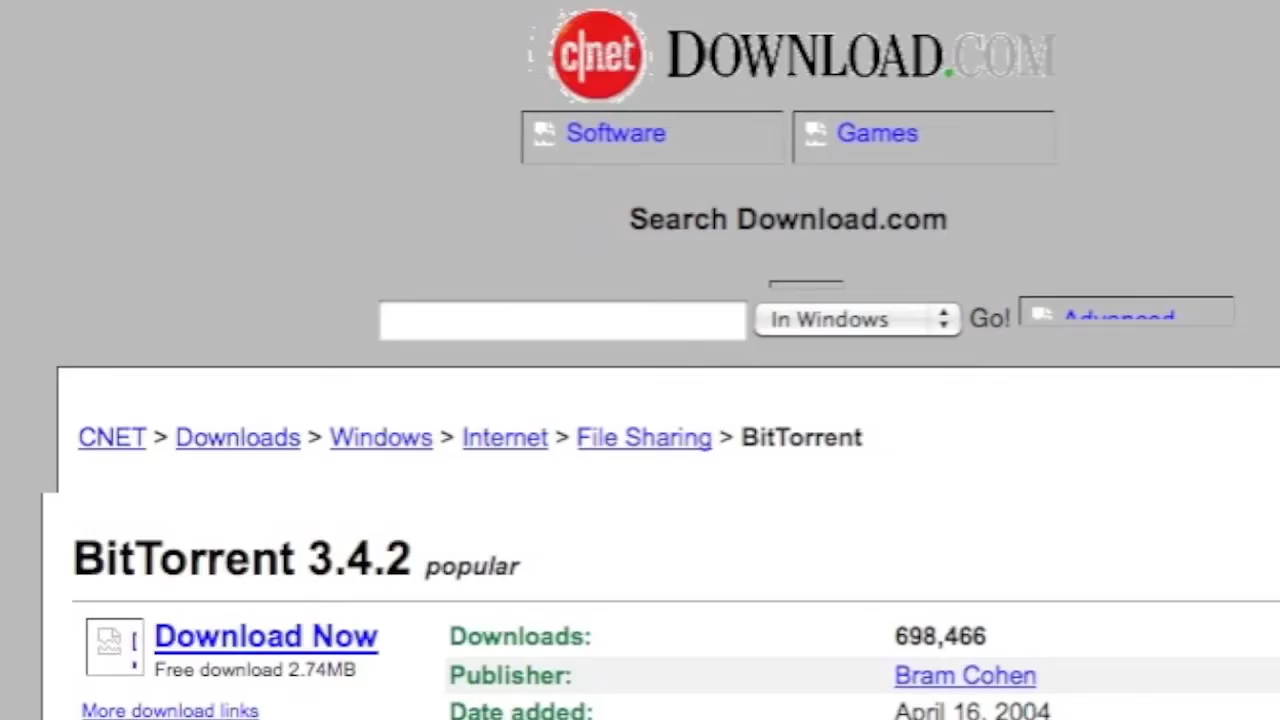 c|net DOWNLOAD.COM
Software Games
Search Download.com
In Windows Go! Advanced
CNET > Downloads > Windows > Internet > File Sharing > BitTorrent
BitTorrent 3.4.2 popular
Download Now Downloads: 698,466
Free download 2.74MB Publisher: Bram Cohen
More download links Date added: April 16, 2004